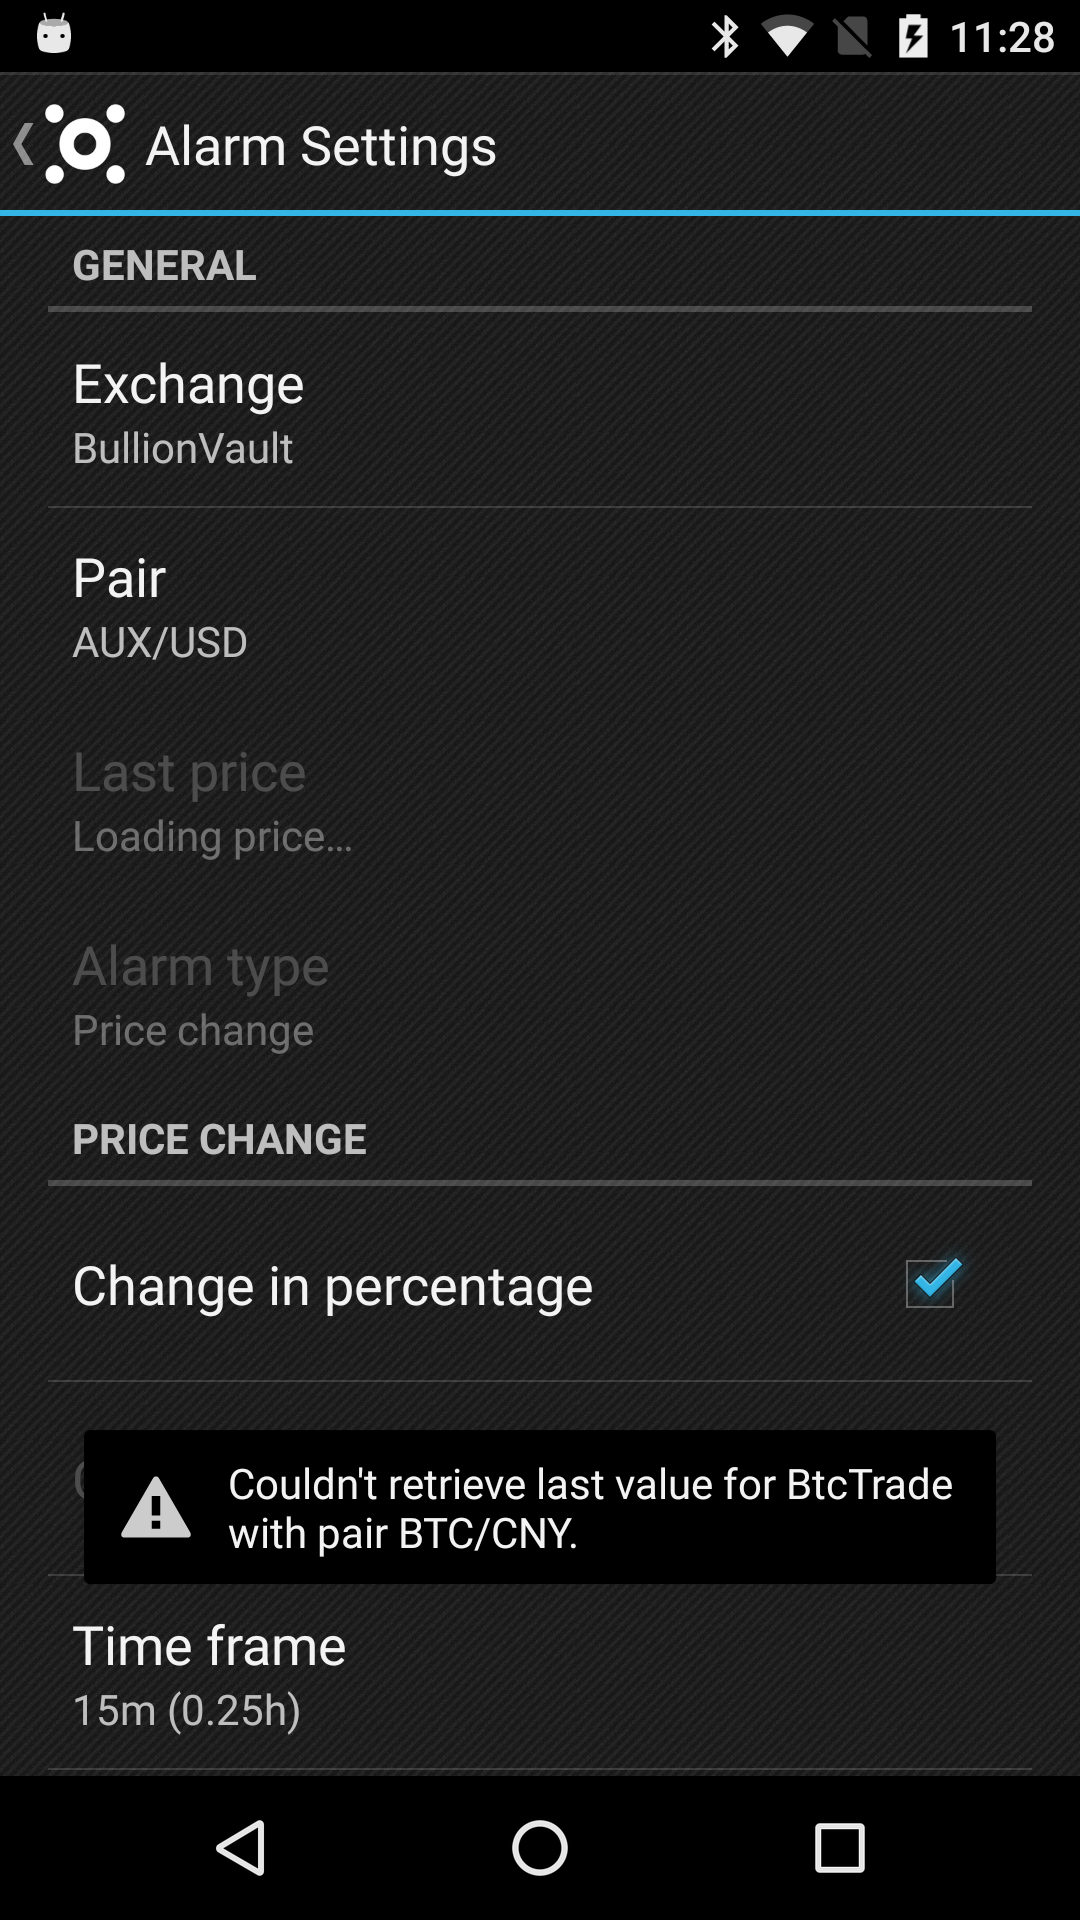 11:28
Alarm Settings
GENERAL
Exchange
BullionVault
Pair
AUX/USD
Last price
Loading price...
Alarm type
Price change
PRICE CHANGE
Change in percentage
Couldn't retrieve last value for BtcTrade
with pair BTC/CNY.
Time frame
15m (0.25h)